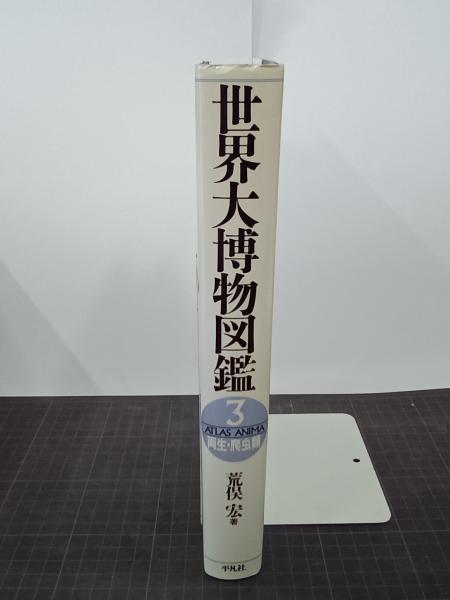 世界大博物図鑑
3
ATLAS ANIMA
両生・爬虫類
荒俣 宏 著
平凡社